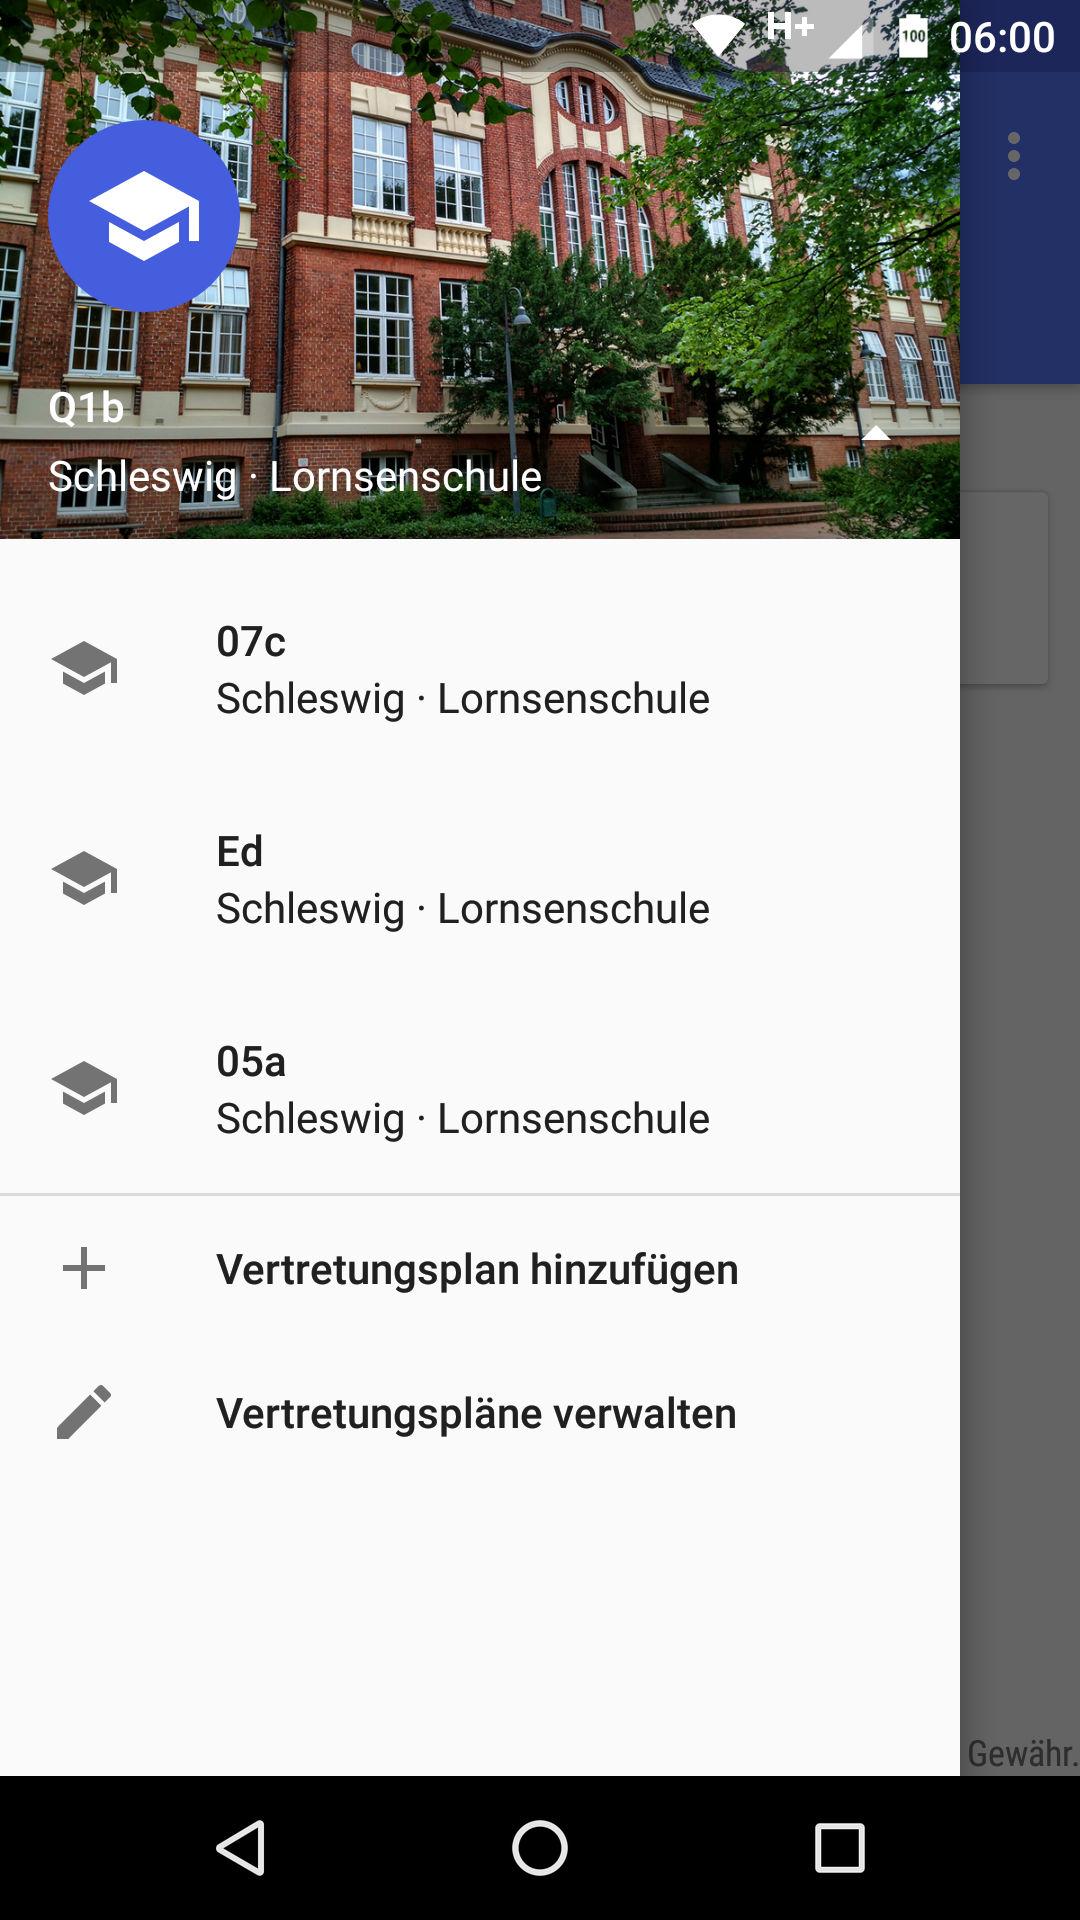 H+ 100 06:00
Q1b
Schleswig · Lornsenschule
07c
Schleswig · Lornsenschule
Ed
Schleswig · Lornsenschule
05a
Schleswig · Lornsenschule
Vertretungsplan hinzufügen
Vertretungspläne verwalten
Gewähr.